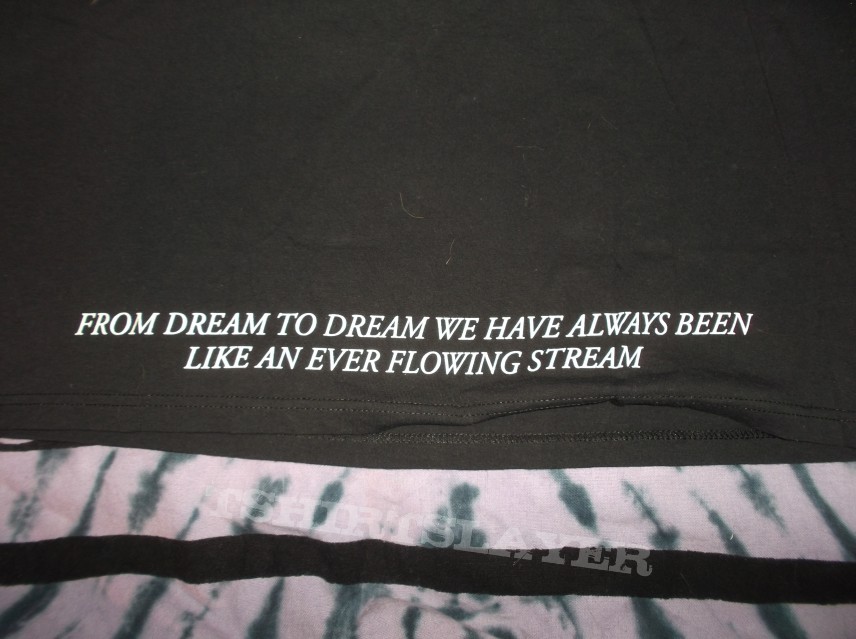 FROM DREAM TO DREAM WE HAVE ALWAYS BEEN
LIKE AN EVER FLOWING STREAM
TSHIRTSLAYER